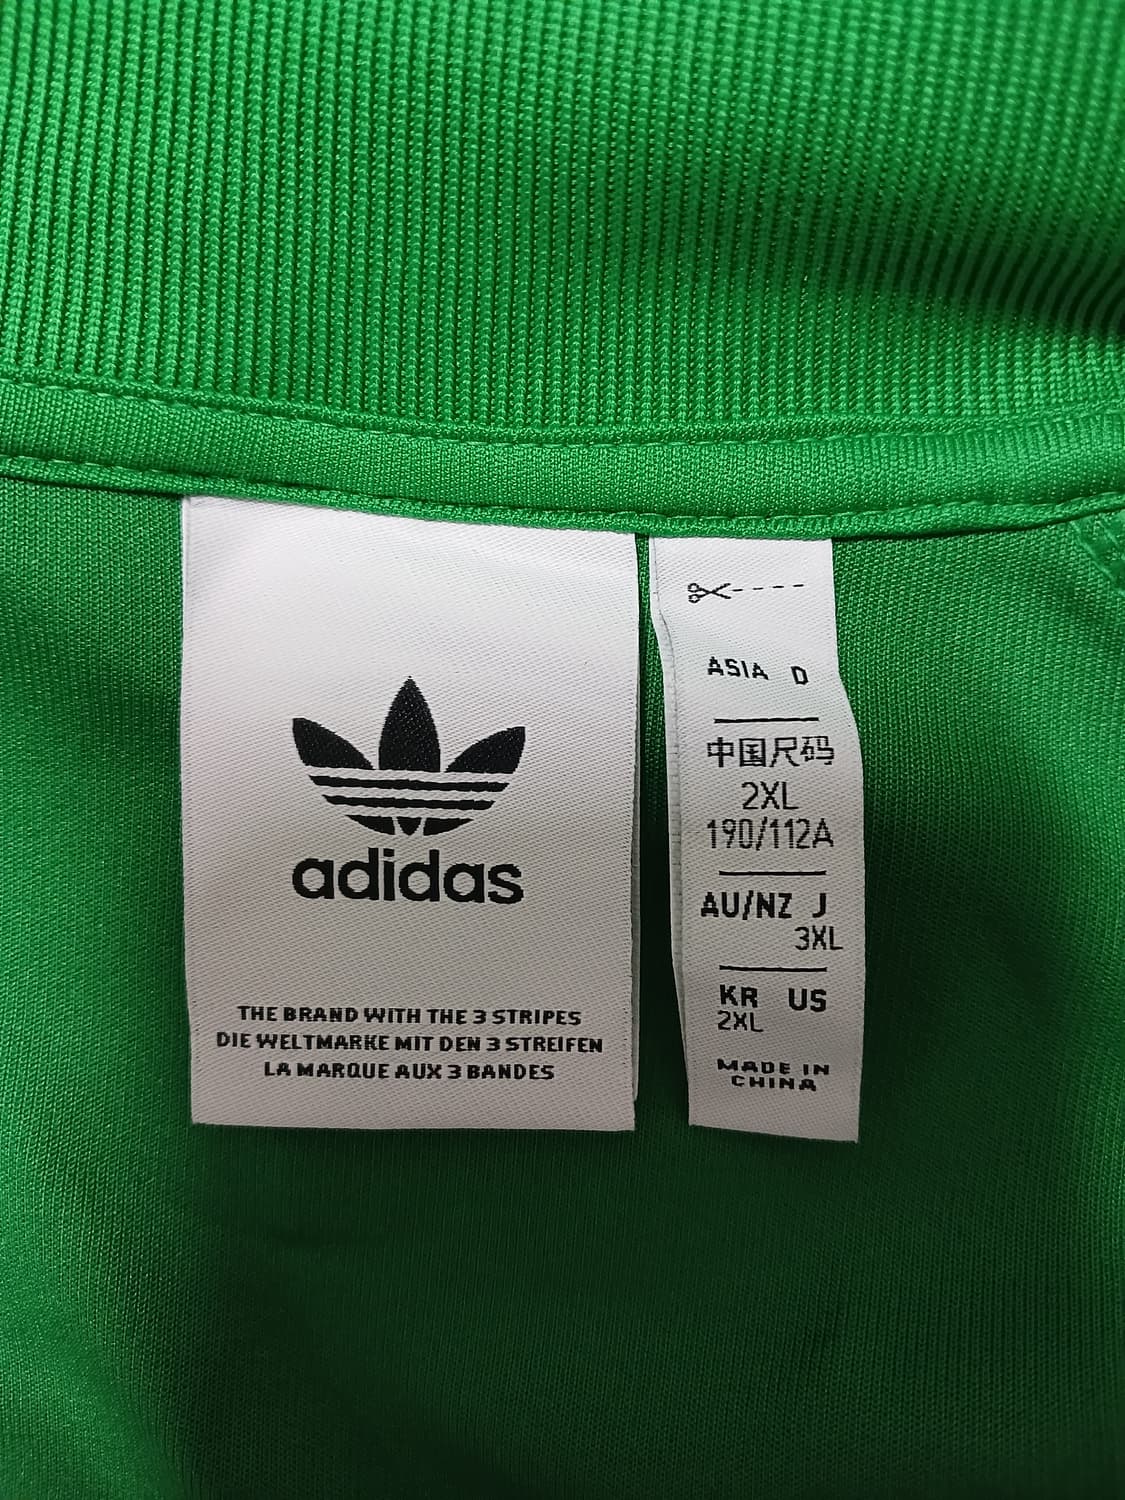 adidas
THE BRAND WITH THE 3 STRIPES
DIE WELTMARKE MIT DEN 3 STREIFEN
LA MARQUE AUX 3 BANDES
ASIA D
中国尺码
2XL
190/112A
AU/NZ J
3XL
KR US
2XL
MADE IN
CHINA